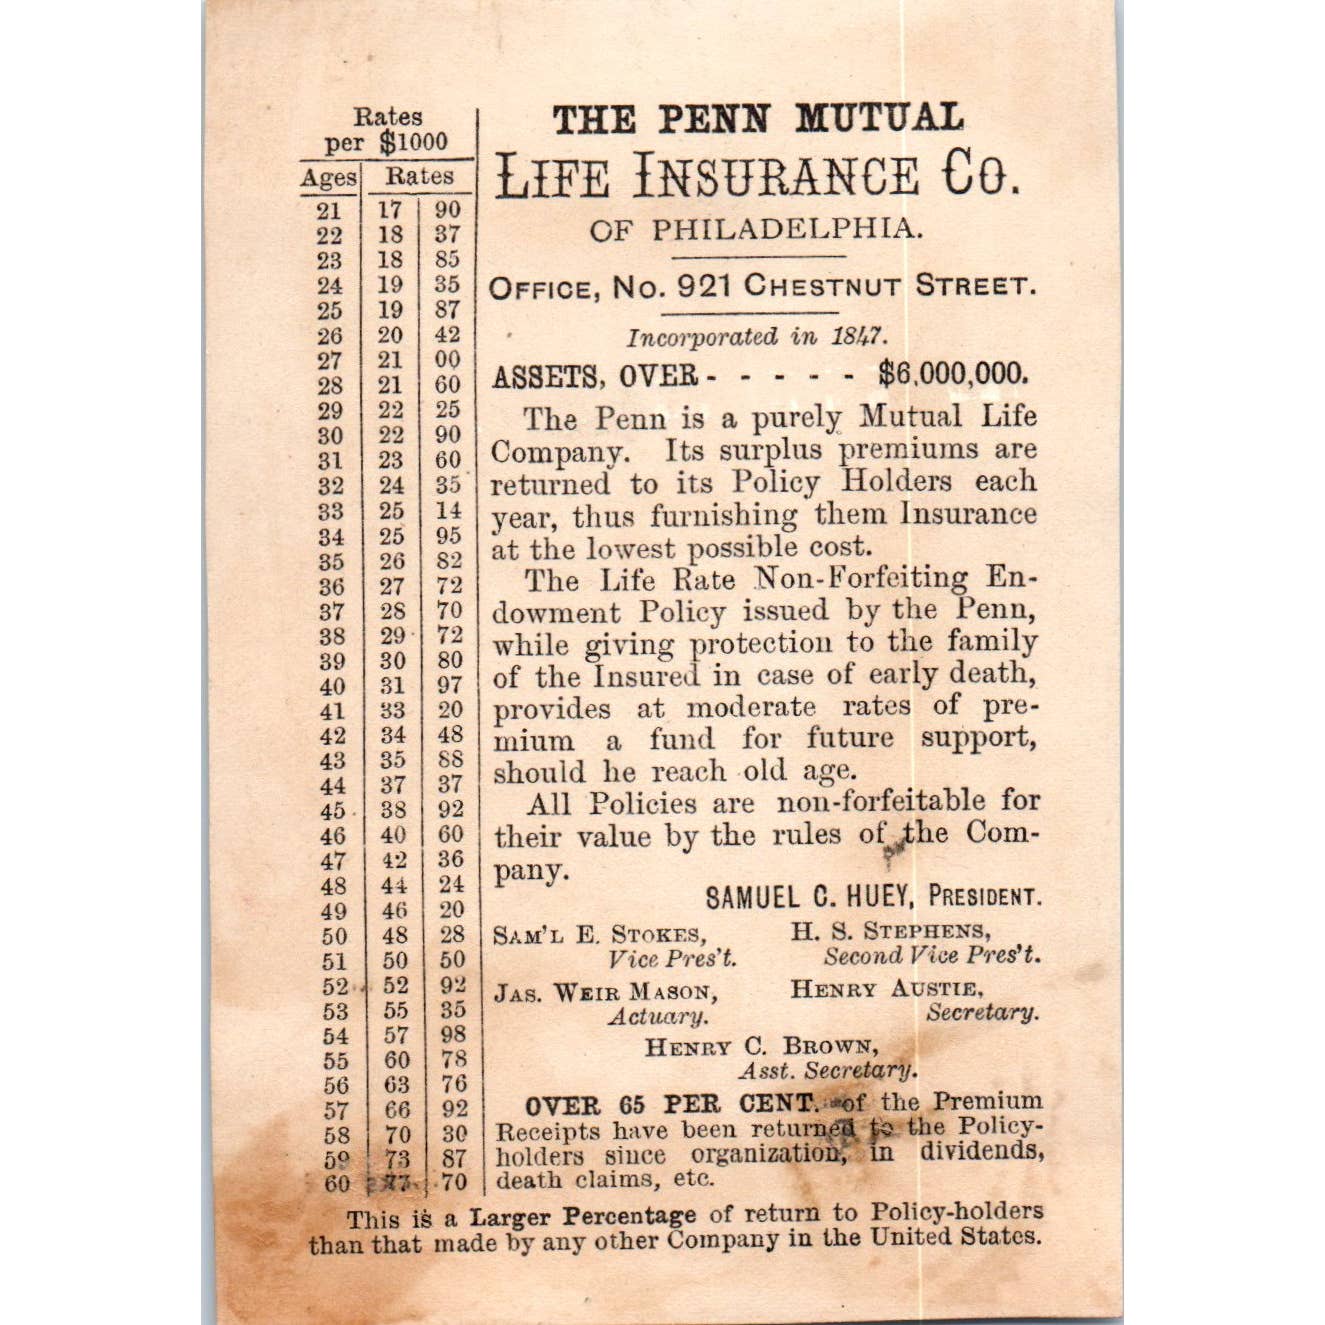 Rates
per $1000
Ages Rates
21 17 90
22 18 37
23 18 85
24 19 35
25 19 87
26 20 42
27 21 00
28 21 60
29 22 25
30 22 90
31 23 60
32 24 35
33 25 14
34 25 95
35 26 82
36 27 72
37 28 70
38 29 72
39 30 80
40 31 97
41 33 20
42 34 48
43 35 88
44 37 37
45 38 92
46 40 60
47 42 36
48 44 24
49 46 20
50 48 28
51 50 50
52 52 92
53 55 35
54 57 98
55 60 78
56 63 76
57 66 92
58 70 30
59 73 87
60 77 70
THE PENN MUTUAL
LIFE INSURANCE CO.
OF PHILADELPHIA.
OFFICE, NO. 921 CHESTNUT STREET.
Incorporated in 1847.
ASSETS, OVER - - - - - $6,000,000.
The Penn is a purely Mutual Life
Company. Its surplus premiums are
returned to its Policy Holders each
year, thus furnishing them Insurance
at the lowest possible cost.
The Life Rate Non-Forfeiting En-
dowment Policy issued by the Penn,
while giving protection to the family
of the Insured in case of early death,
provides at moderate rates of pre-
mium a fund for future support,
should he reach old age.
All Policies are non-forfeitable for
their value by the rules of the Com-
pany.
SAMUEL C. HUEY, PRESIDENT.
SAM'L E. STOKES, H. S. STEPHENS,
Vice Pres't. Second Vice Pres't.
JAS. WEIR MASON, HENRY AUSTIE,
Actuary. Secretary.
HENRY C. BROWN,
Asst. Secretary.
OVER 65 PER CENT. of the Premium
Receipts have been returned to the Policy-
holders since organization, in dividends,
death claims, etc.
This is a Larger Percentage of return to Policy-holders
than that made by any other Company in the United States.